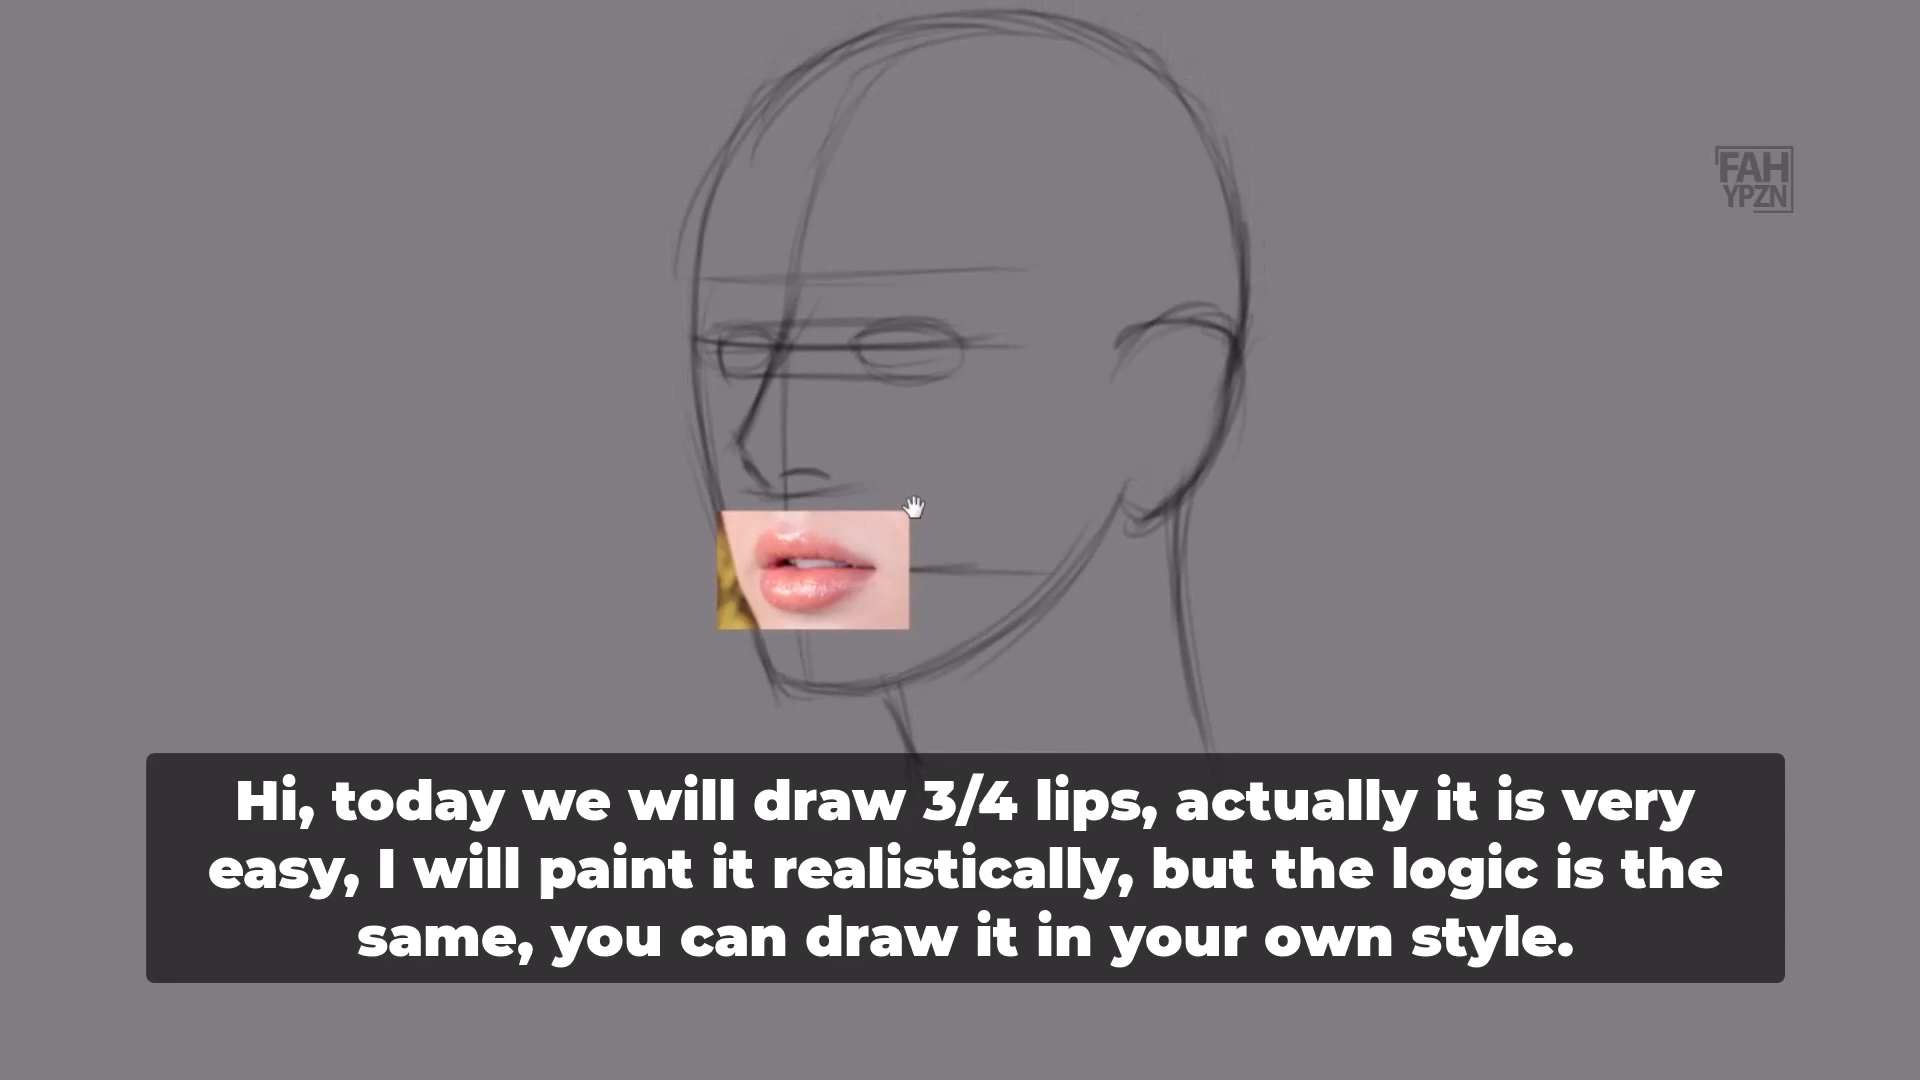 FAH
YPZN
Hi, today we will draw 3/4 lips, actually it is very
easy, I will paint it realistically, but the logic is the
same, you can draw it in your own style.